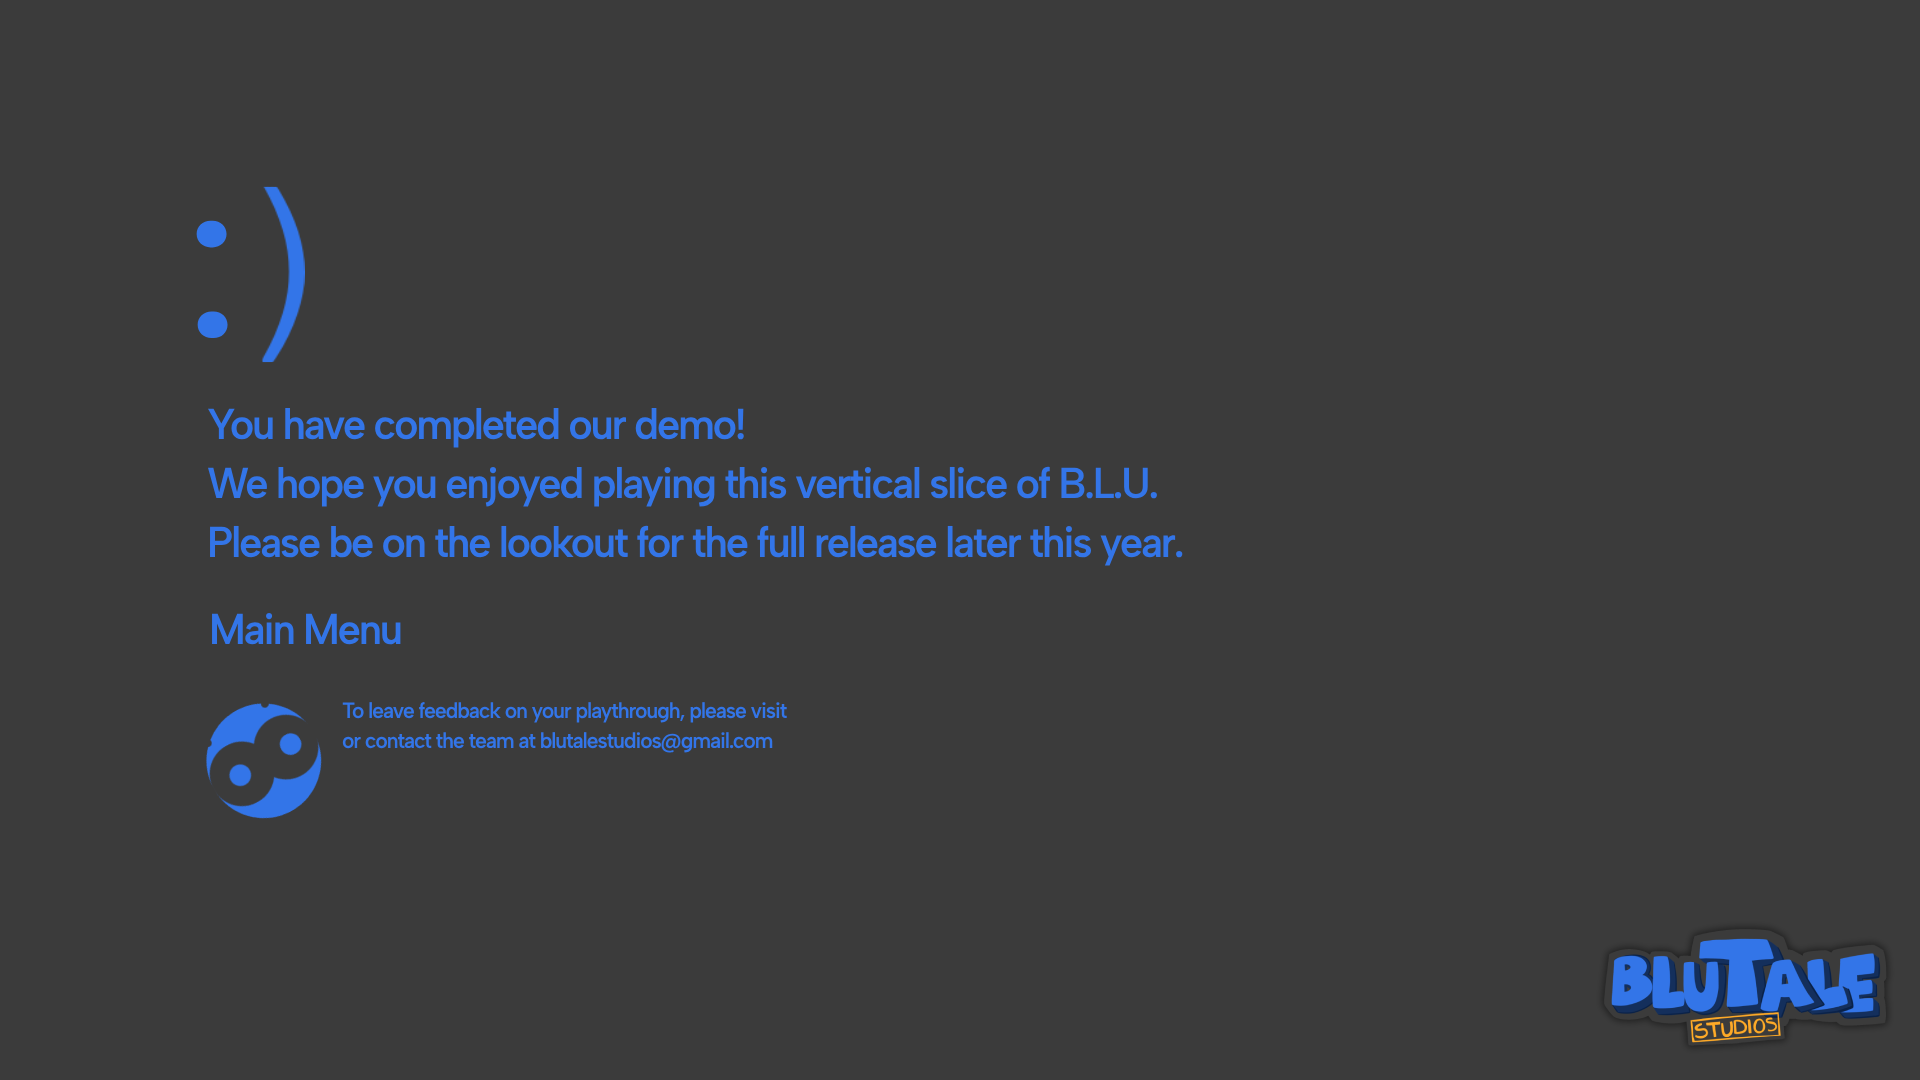 :)
You have completed our demo!
We hope you enjoyed playing this vertical slice of B.L.U.
Please be on the lookout for the full release later this year.
Main Menu
To leave feedback on your playthrough, please visit
or contact the team at blutalestudios@gmail.com
BLUTALE
STUDIOS